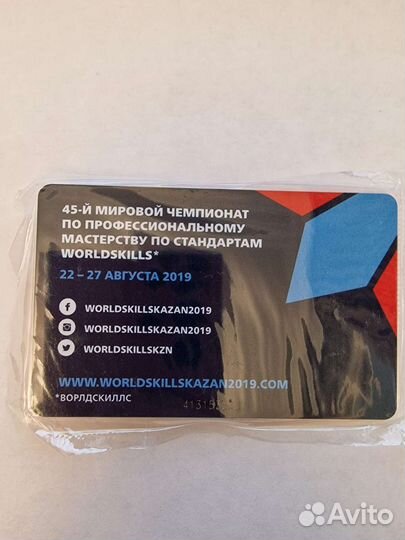 45-Й МИРОВОЙ ЧЕМПИОНАТ
ПО ПРОФЕССИОНАЛЬНОМУ
МАСТЕРСТВУ ПО СТАНДАРТАМ
WORLDSKILLS*
22 – 27 АВГУСТА 2019
WORLDSKILLSKAZAN2019
WORLDSKILLSKAZAN2019
WORLDSKILLSKZN
WWW.WORLDSKILLSKAZAN2019.COM
*ВОРЛДСКИЛЛС
Avito